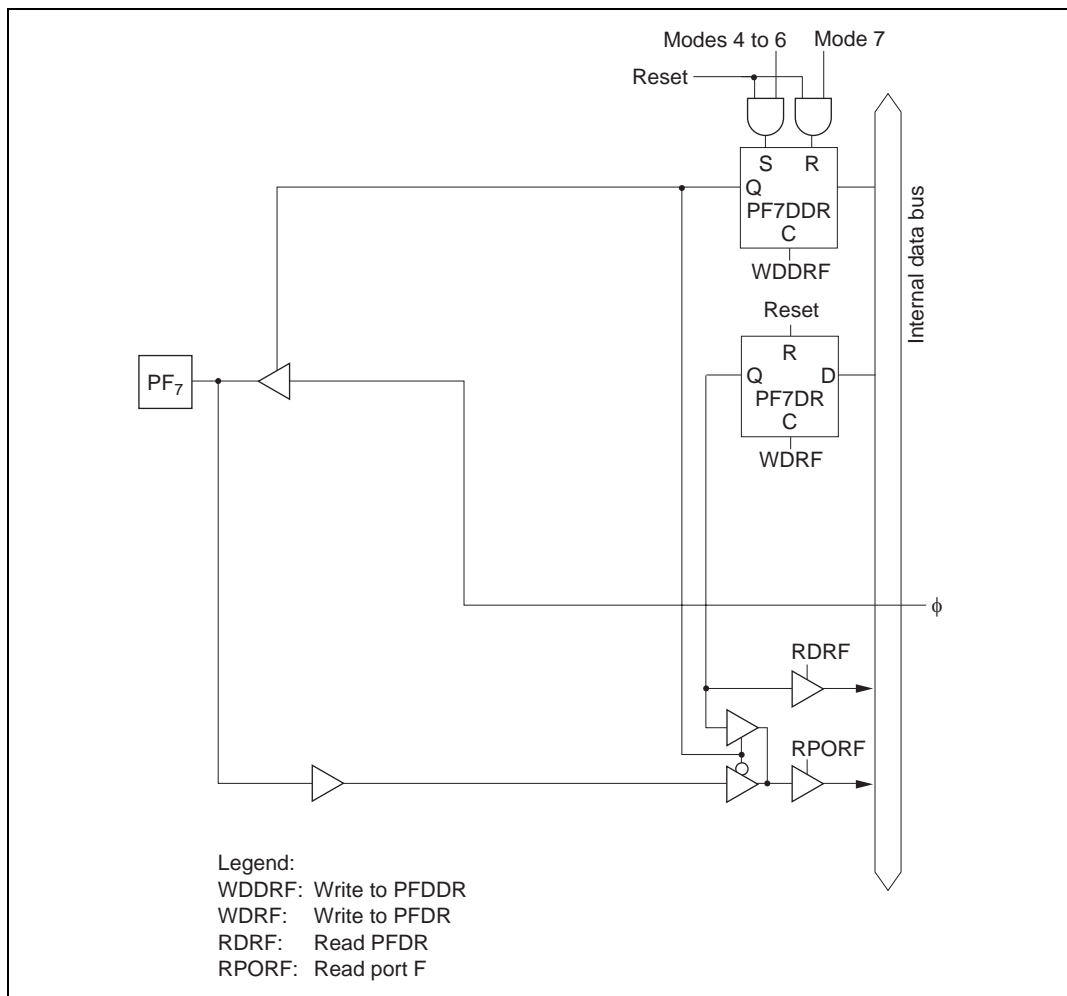 Modes 4 to 6 Mode 7
Reset
S R
Q
PF7DDR
C
WDDRF
Internal data bus
Reset
R
Q D
PF7DR
C
WDRF
PF₇
ϕ
RDRF
RPORF
Legend:
WDDRF: Write to PFDDR
WDRF: Write to PFDR
RDRF: Read PFDR
RPORF: Read port F